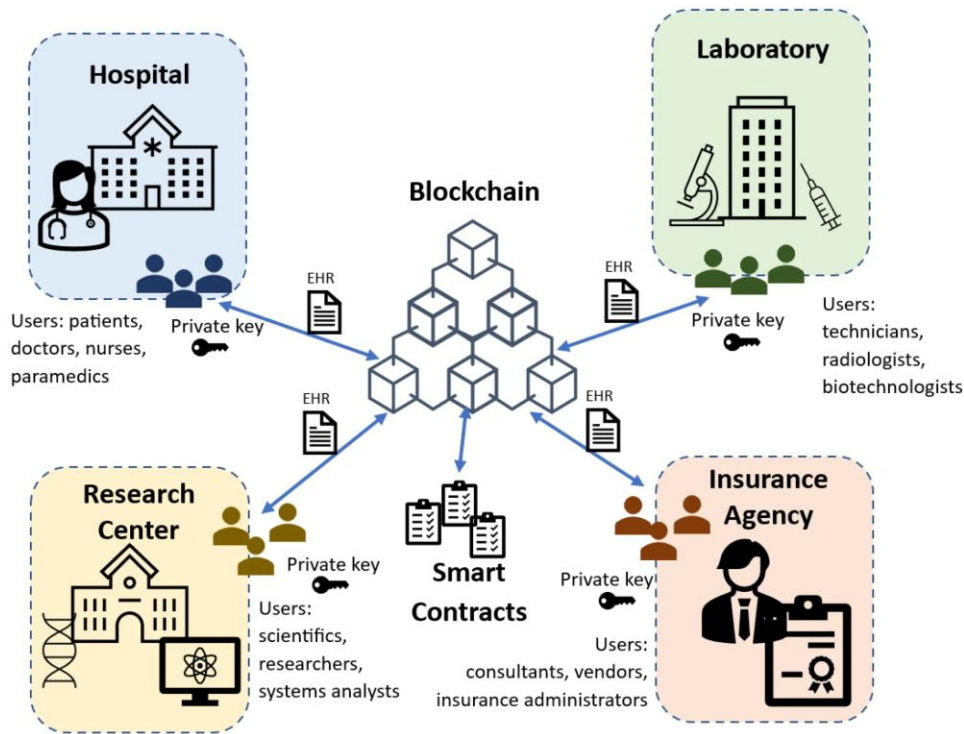 Hospital
Laboratory
Blockchain
EHR
EHR
Users: patients,
doctors, nurses,
paramedics
Private key
Private key
Users:
technicians,
radiologists,
biotechnologists
EHR
EHR
Research
Center
Private key
Users:
scientifics,
researchers,
systems analysts
Smart
Contracts
Insurance
Agency
Private key
Users:
consultants, vendors,
insurance administrators